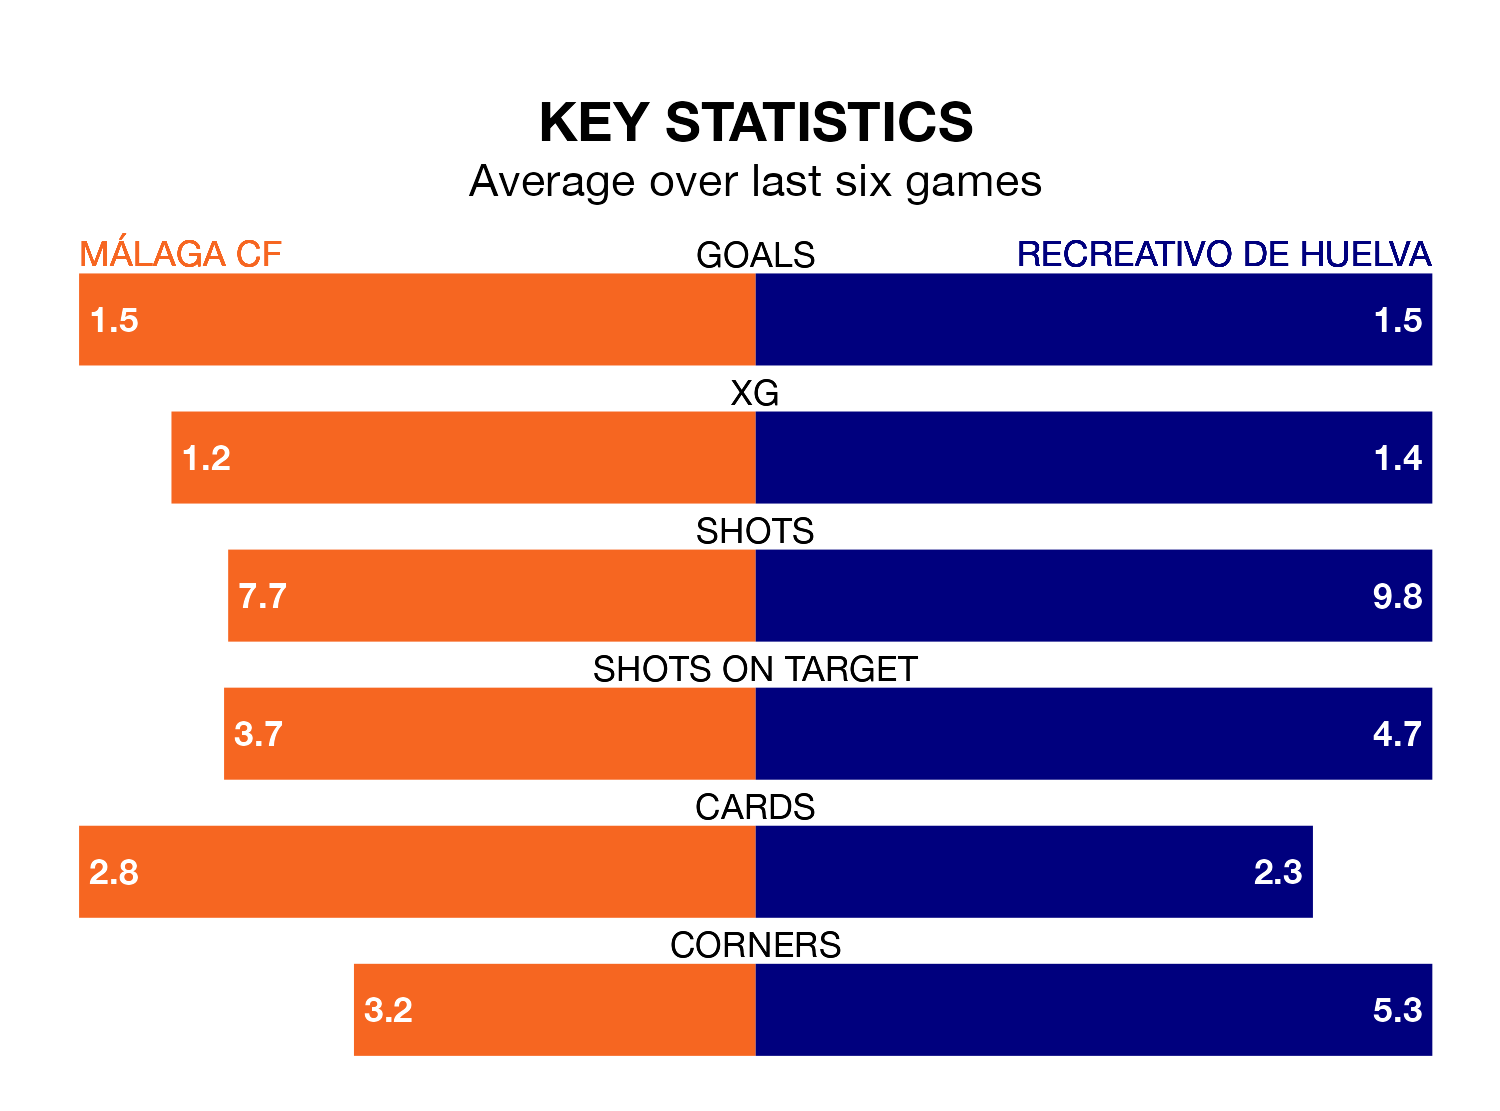 KEY STATISTICS
Average over last six games
MÁLAGA CF GOALS RECREATIVO DE HUELVA
1.5 1.5
XG
1.2 1.4
SHOTS
7.7 9.8
SHOTS ON TARGET
3.7 4.7
CARDS
2.8 2.3
CORNERS
3.2 5.3